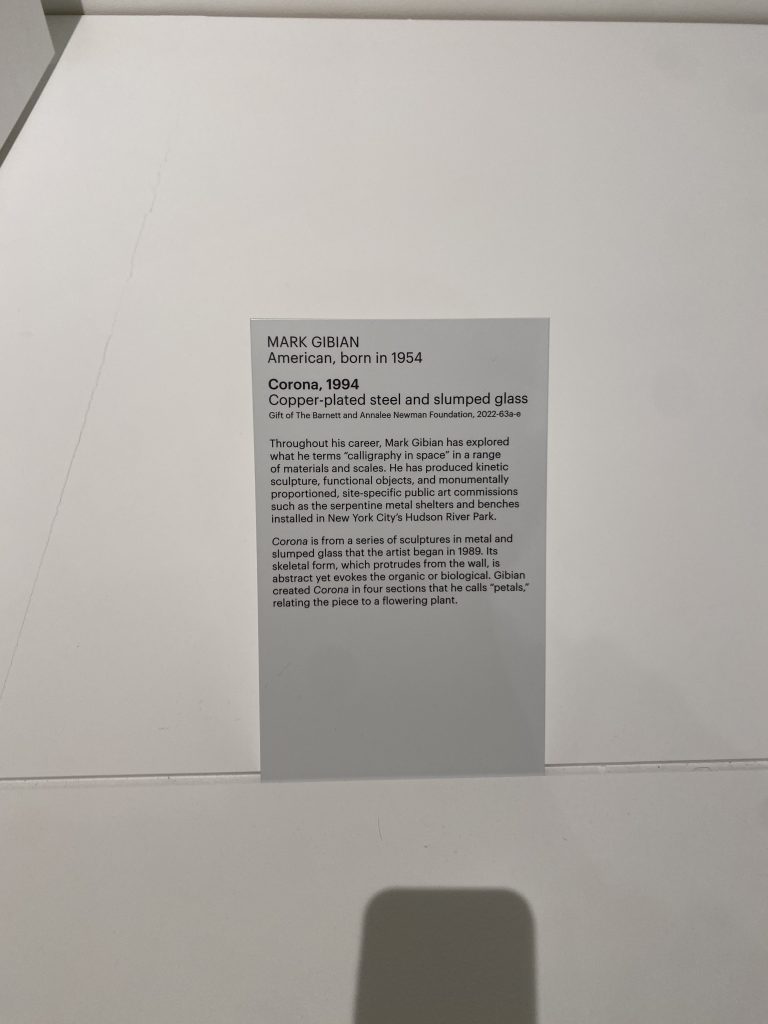 MARK GIBIAN
American, born in 1954
Corona, 1994
Copper-plated steel and slumped glass
Gift of The Barnett and Annalee Newman Foundation, 2022-63a-e
Throughout his career, Mark Gibian has explored
what he terms “calligraphy in space” in a range
of materials and scales. He has produced kinetic
sculpture, functional objects, and monumentally
proportioned, site-specific public art commissions
such as the serpentine metal shelters and benches
installed in New York City’s Hudson River Park.
Corona is from a series of sculptures in metal and
slumped glass that the artist began in 1989. Its
skeletal form, which protrudes from the wall, is
abstract yet evokes the organic or biological. Gibian
created Corona in four sections that he calls “petals,”
relating the piece to a flowering plant.